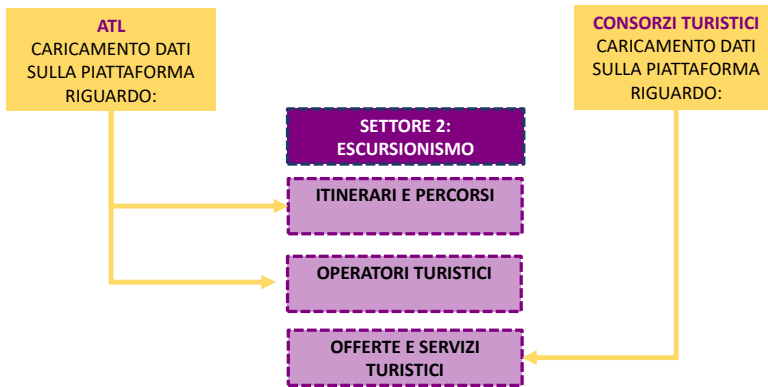 ATL
CARICAMENTO DATI
SULLA PIATTAFORMA
RIGUARDO:
CONSORZI TURISTICI
CARICAMENTO DATI
SULLA PIATTAFORMA
RIGUARDO:
SETTORE 2:
ESCURSIONISMO
ITINERARI E PERCORSI
OPERATORI TURISTICI
OFFERTE E SERVIZI
TURISTICI